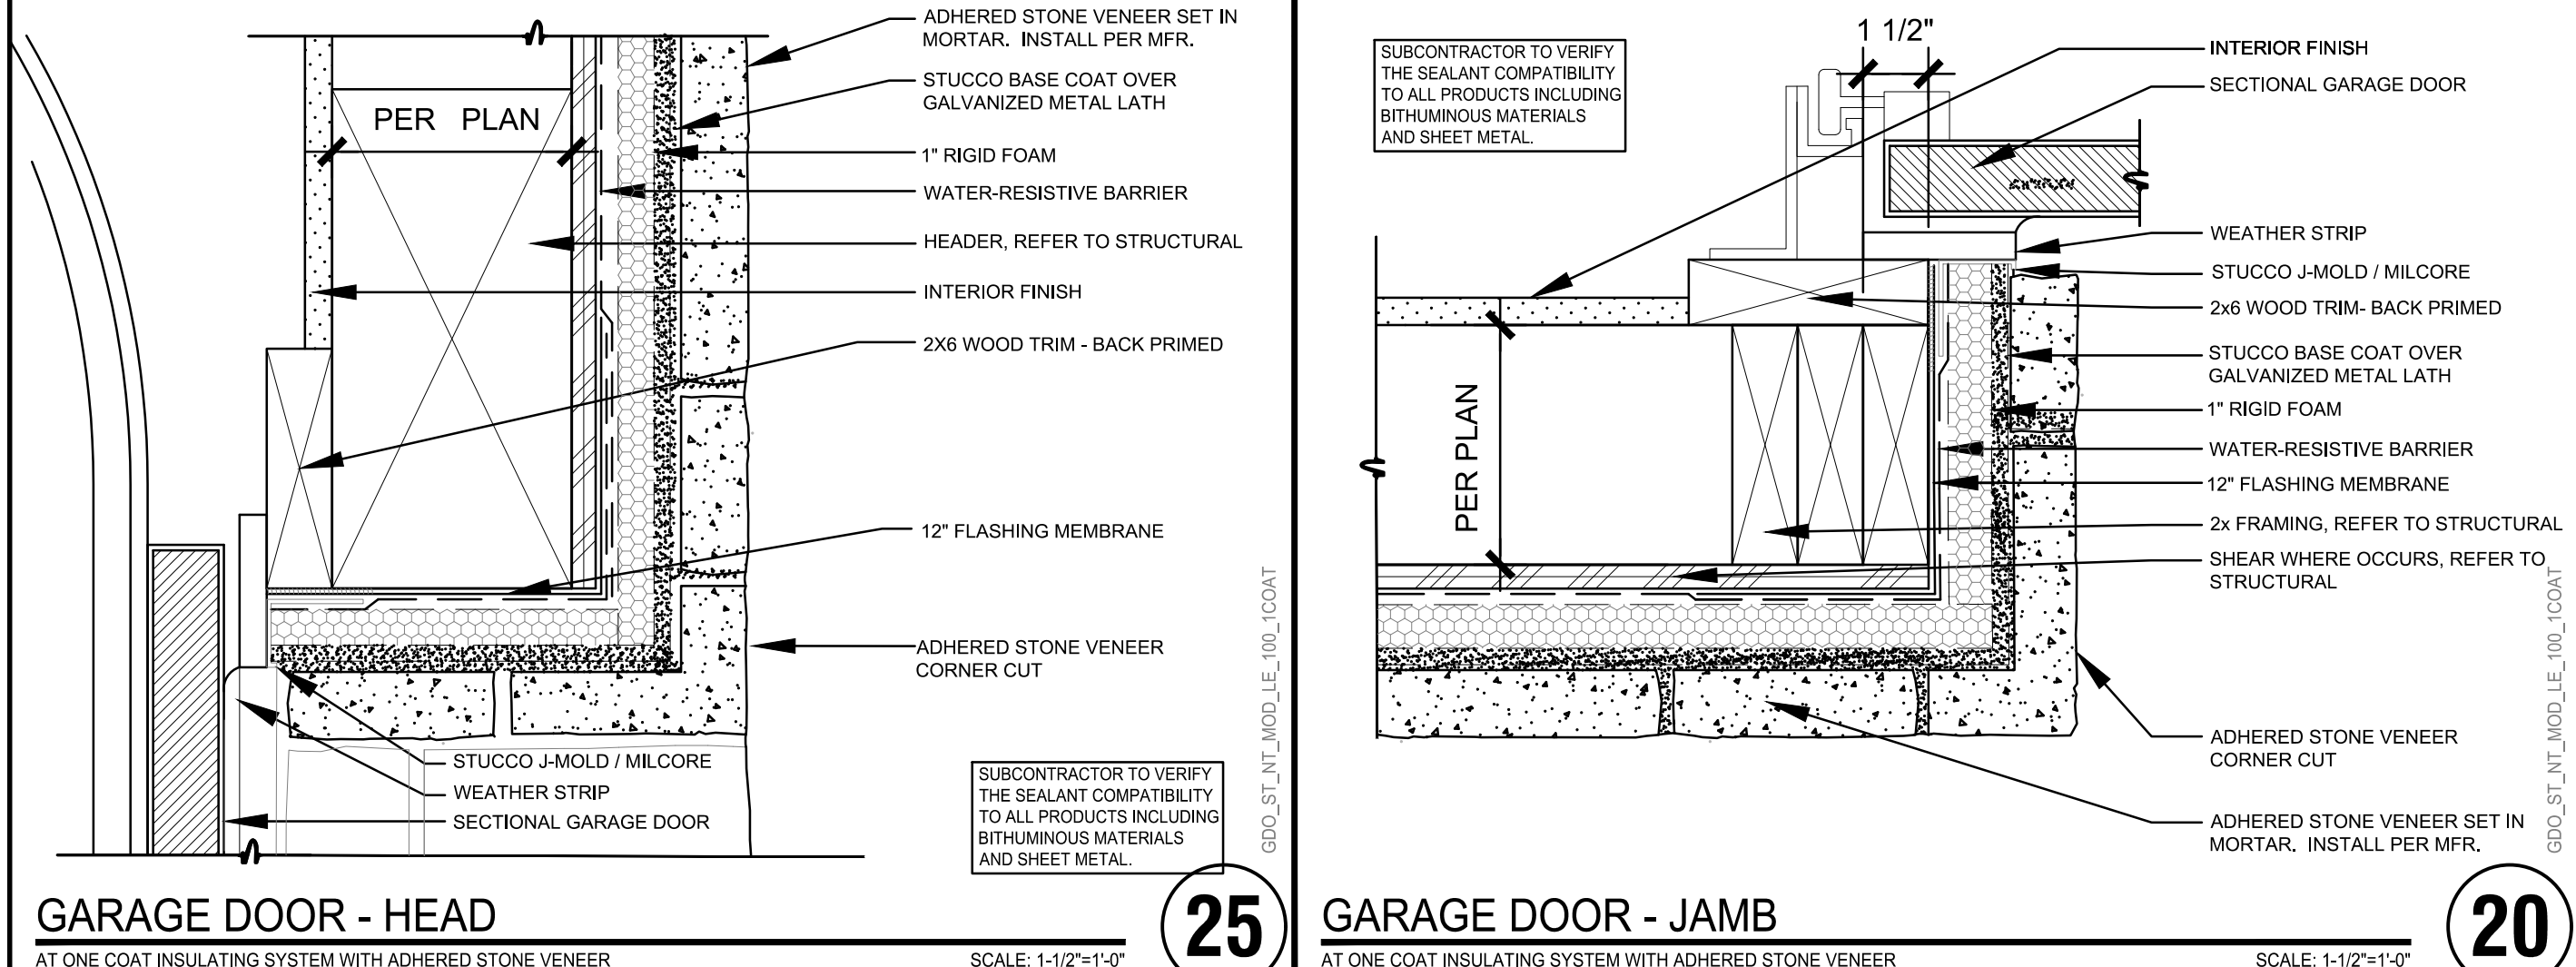 ADHERED STONE VENEER SET IN
MORTAR.  INSTALL PER MFR.
STUCCO BASE COAT OVER
GALVANIZED METAL LATH
PER PLAN
1" RIGID FOAM
WATER-RESISTIVE BARRIER
HEADER, REFER TO STRUCTURAL
INTERIOR FINISH
2X6 WOOD TRIM - BACK PRIMED
12" FLASHING MEMBRANE
ADHERED STONE VENEER
CORNER CUT
STUCCO J-MOLD / MILCORE
WEATHER STRIP
SECTIONAL GARAGE DOOR
SUBCONTRACTOR TO VERIFY
THE SEALANT COMPATIBILITY
TO ALL PRODUCTS INCLUDING
BITHUMINOUS MATERIALS
AND SHEET METAL.
GDO_ST_NT_MOD_LE_100_1COAT
GARAGE DOOR - HEAD
25
AT ONE COAT INSULATING SYSTEM WITH ADHERED STONE VENEER
SCALE: 1-1/2"=1'-0"
SUBCONTRACTOR TO VERIFY
THE SEALANT COMPATIBILITY
TO ALL PRODUCTS INCLUDING
BITHUMINOUS MATERIALS
AND SHEET METAL.
1 1/2"
INTERIOR FINISH
SECTIONAL GARAGE DOOR
WEATHER STRIP
STUCCO J-MOLD / MILCORE
2x6 WOOD TRIM- BACK PRIMED
STUCCO BASE COAT OVER
GALVANIZED METAL LATH
1" RIGID FOAM
PER PLAN
WATER-RESISTIVE BARRIER
12" FLASHING MEMBRANE
2x FRAMING, REFER TO STRUCTURAL
SHEAR WHERE OCCURS, REFER TO
STRUCTURAL
ADHERED STONE VENEER
CORNER CUT
ADHERED STONE VENEER SET IN
MORTAR.  INSTALL PER MFR.
GDO_ST_NT_MOD_LE_100_1COAT
GARAGE DOOR - JAMB
20
AT ONE COAT INSULATING SYSTEM WITH ADHERED STONE VENEER
SCALE: 1-1/2"=1'-0"